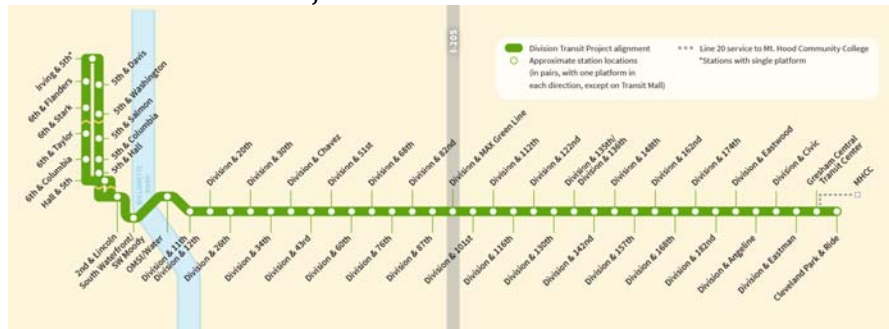 I-205
Division Transit Project alignment
Approximate station locations
(in pairs, with one platform in
each direction, except on Transit Mall)
Line 20 service to Mt. Hood Community College
*Stations with single platform
Irving & 5th*
6th & Flanders
6th & Stark
6th & Taylor
6th & Columbia
Hall & 5th
5th & Davis
5th & Washington
5th & Salmon
5th & Columbia
5th & Hall
WILLAMETTE
RIVER
2nd & Lincoln
South Waterfront/
SW Moody
OMSI/Water
Division & 11th
Division & 12th
Division & 20th
Division & 26th
Division & 30th
Division & 34th
Division & Chavez
Division & 43rd
Division & 51st
Division & 60th
Division & 68th
Division & 76th
Division & 82nd
Division & 87th
Division & MAX Green Line
Division & 101st
Division & 112th
Division & 116th
Division & 122nd
Division & 130th
Division & 135th/
Division & 136th
Division & 142nd
Division & 148th
Division & 157th
Division & 162nd
Division & 168th
Division & 174th
Division & 182nd
Division & Eastwood
Division & Angeline
Division & Civic
Division & Eastman
Gresham Central
Transit Center
Cleveland Park & Ride
MHCC